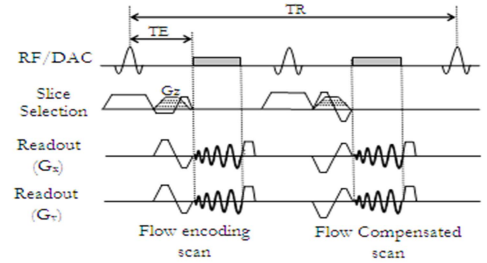 TR
TE
RF/DAC
Slice
Selection
Gz
Readout
(Gx)
Readout
(GY)
Flow encoding
scan
Flow Compensated
scan